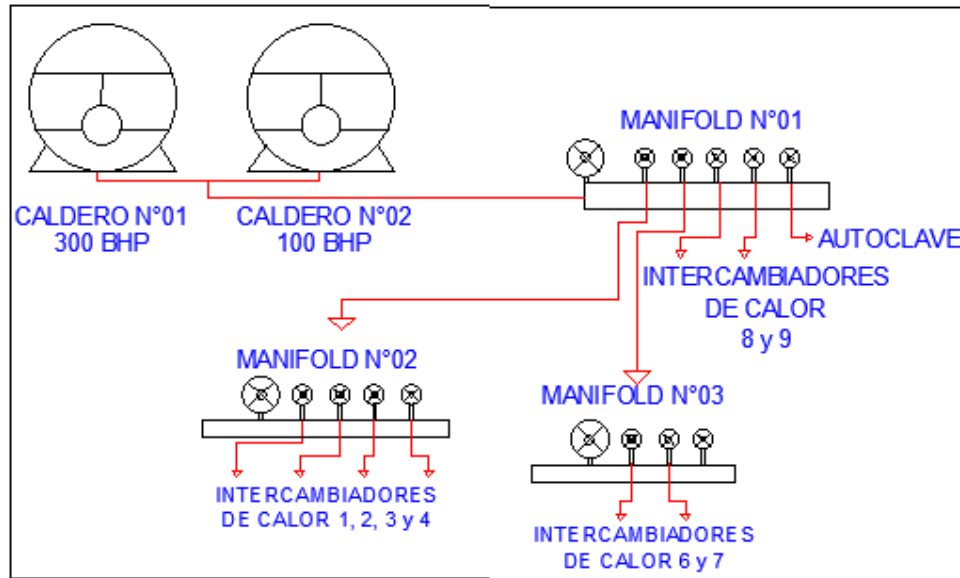 MANIFOLD N°01
CALDERO N°01
300 BHP
CALDERO N°02
100 BHP
AUTOCLAVE
INTERCAMBIADORES
DE CALOR
8 y 9
MANIFOLD N°02
MANIFOLD N°03
INTERCAMBIADORES
DE CALOR 1, 2, 3 y 4
INTERCAMBIADORES
DE CALOR 6 y 7